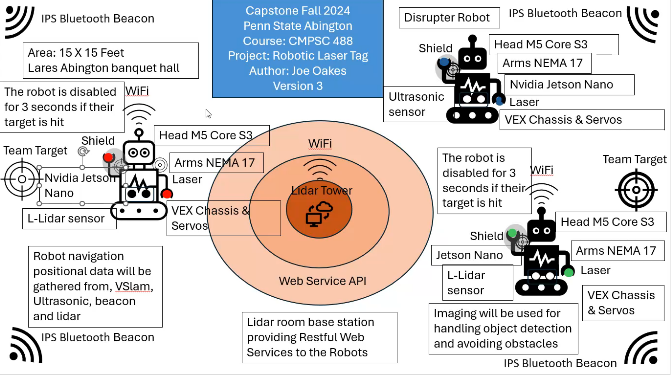 IPS Bluetooth Beacon
Capstone Fall 2024
Penn State Abington
Course: CMPSC 488
Project: Robotic Laser Tag
Author: Joe Oakes
Version 3
Disrupter Robot
IPS Bluetooth Beacon
Area: 15 X 15 Feet
Lares Abington banquet hall
Shield
Head M5 Core S3
Arms NEMA 17
Nvidia Jetson Nano
Laser
Ultrasonic
sensor
VEX Chassis & Servos
The robot is disabled
for 3 seconds if their
target is hit
WiFi
Shield
Head M5 Core S3
Team Target
Arms NEMA 17
Nvidia Jetson
Nano
Laser
L-Lidar sensor
VEX Chassis &
Servos
WiFi
Lidar Tower
Web Service API
The robot is
disabled for 3
seconds if their
target is hit
WiFi
Team Target
Head M5 Core S3
Shield
Arms NEMA 17
Jetson Nano
Laser
L-Lidar
sensor
VEX Chassis
& Servos
Robot navigation
positional data will be
gathered from, VSlam,
Ultrasonic, beacon
and lidar
Lidar room base station
providing Restful Web
Services to the Robots
Imaging will be used for
handling object detection
and avoiding obstacles
IPS Bluetooth Beacon
IPS Bluetooth Beacon